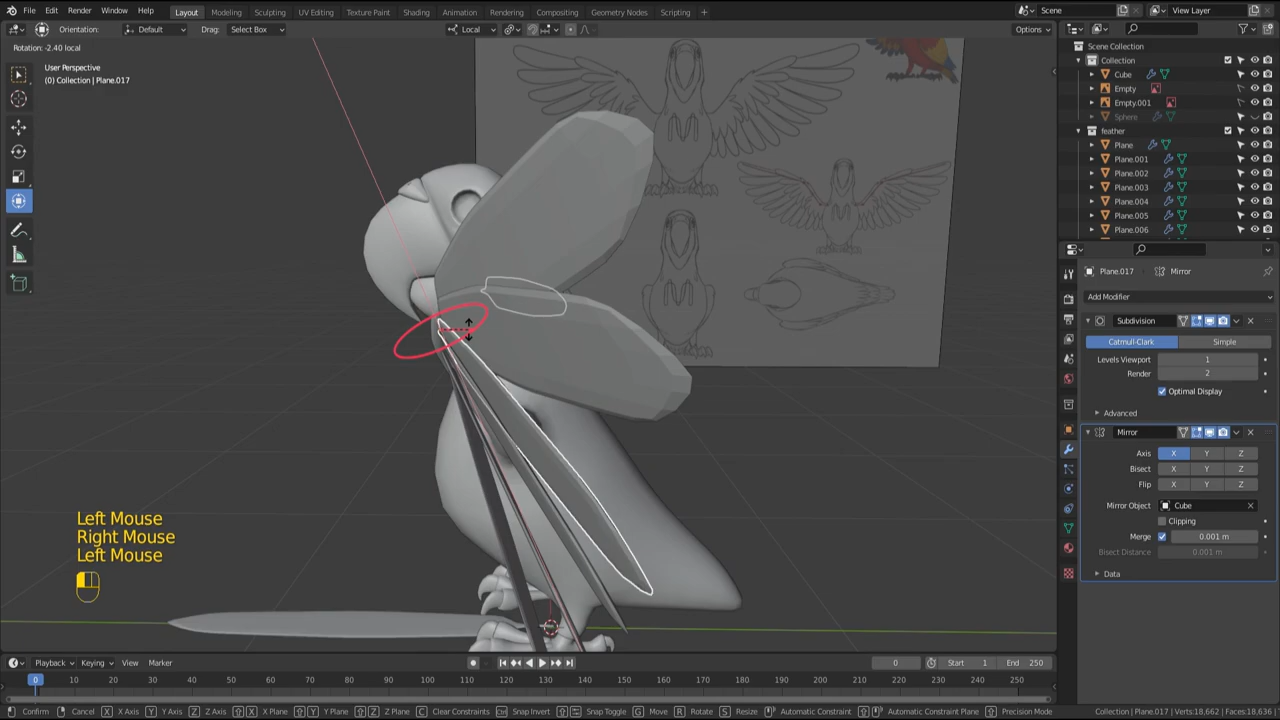 File Edit Render Window Help Layout Modeling Sculpting UV Editing Texture Paint Shading Animation Rendering Compositing Geometry Nodes Scripting + Scene View Layer
Orientation: Default Drag: Select Box Local Options
Rotation: -2.40 local
User Perspective
(0) Collection | Plane.017
Scene Collection
Collection
Cube
Empty
Empty.001
Sphere
feather
Plane
Plane.001
Plane.002
Plane.003
Plane.004
Plane.005
Plane.006
Plane.017 Mirror
Add Modifier
Subdivision
Catmull-Clark Simple
Levels Viewport 1
Render 2
Optimal Display
Advanced
Mirror
Axis X Y Z
Bisect X Y Z
Flip X Y Z
Mirror Object Cube
Clipping
Merge 0.001 m
Bisect Distance 0.001 m
Data
Left Mouse
Right Mouse
Left Mouse
Playback Keying View Marker 0 Start 1 End 250
0 10 20 30 40 50 60 70 80 90 100 110 120 130 140 150 160 170 180 190 200 210 220 230 240 250
Confirm Cancel X X Axis Y Y Axis Z Z Axis X X Plane Y Y Plane Z Z Plane C Clear Constraints Snap Invert Snap Toggle G Move R Rotate S Resize Automatic Constraint Automatic Constraint Plane Precision Mode Collection | Plane.017 | Verts:18,662 | Faces:18,636